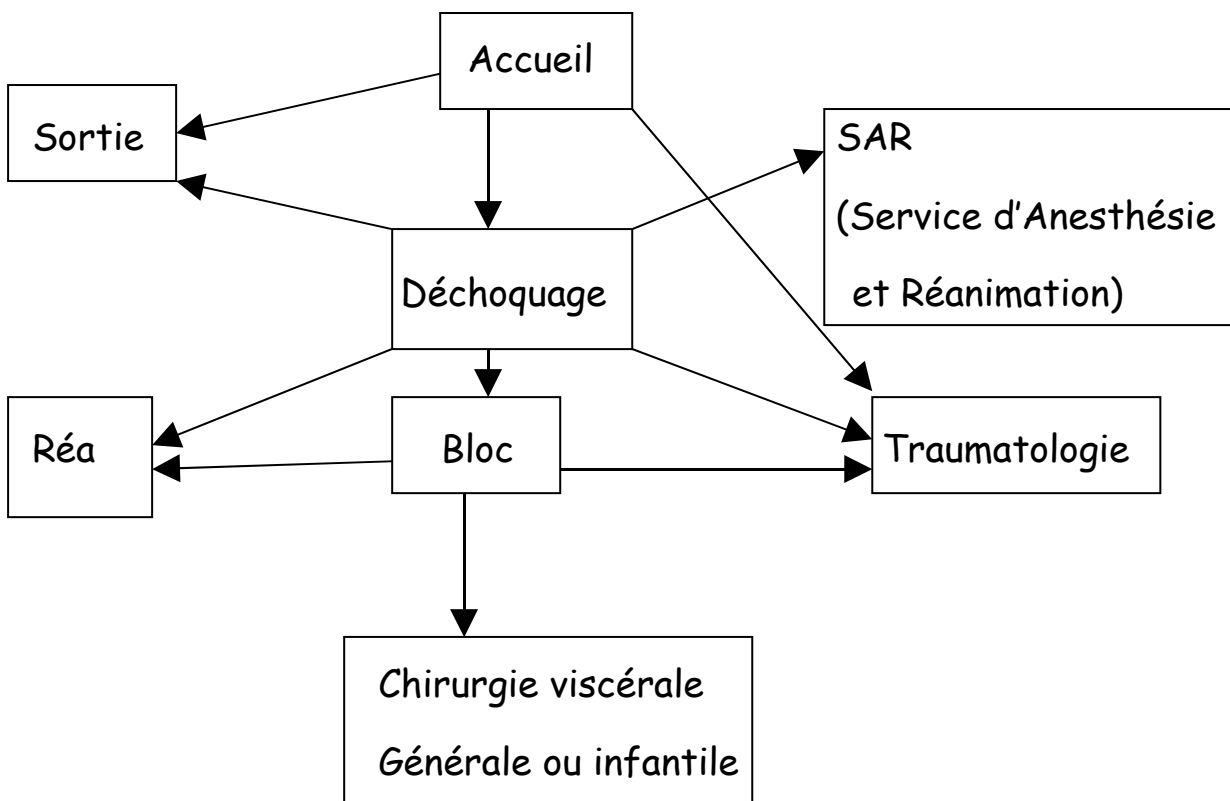 Accueil
Sortie
SAR
(Service d'Anesthésie
et Réanimation)
Déchoquage
Réa
Bloc
Traumatologie
Chirurgie viscérale
Générale ou infantile